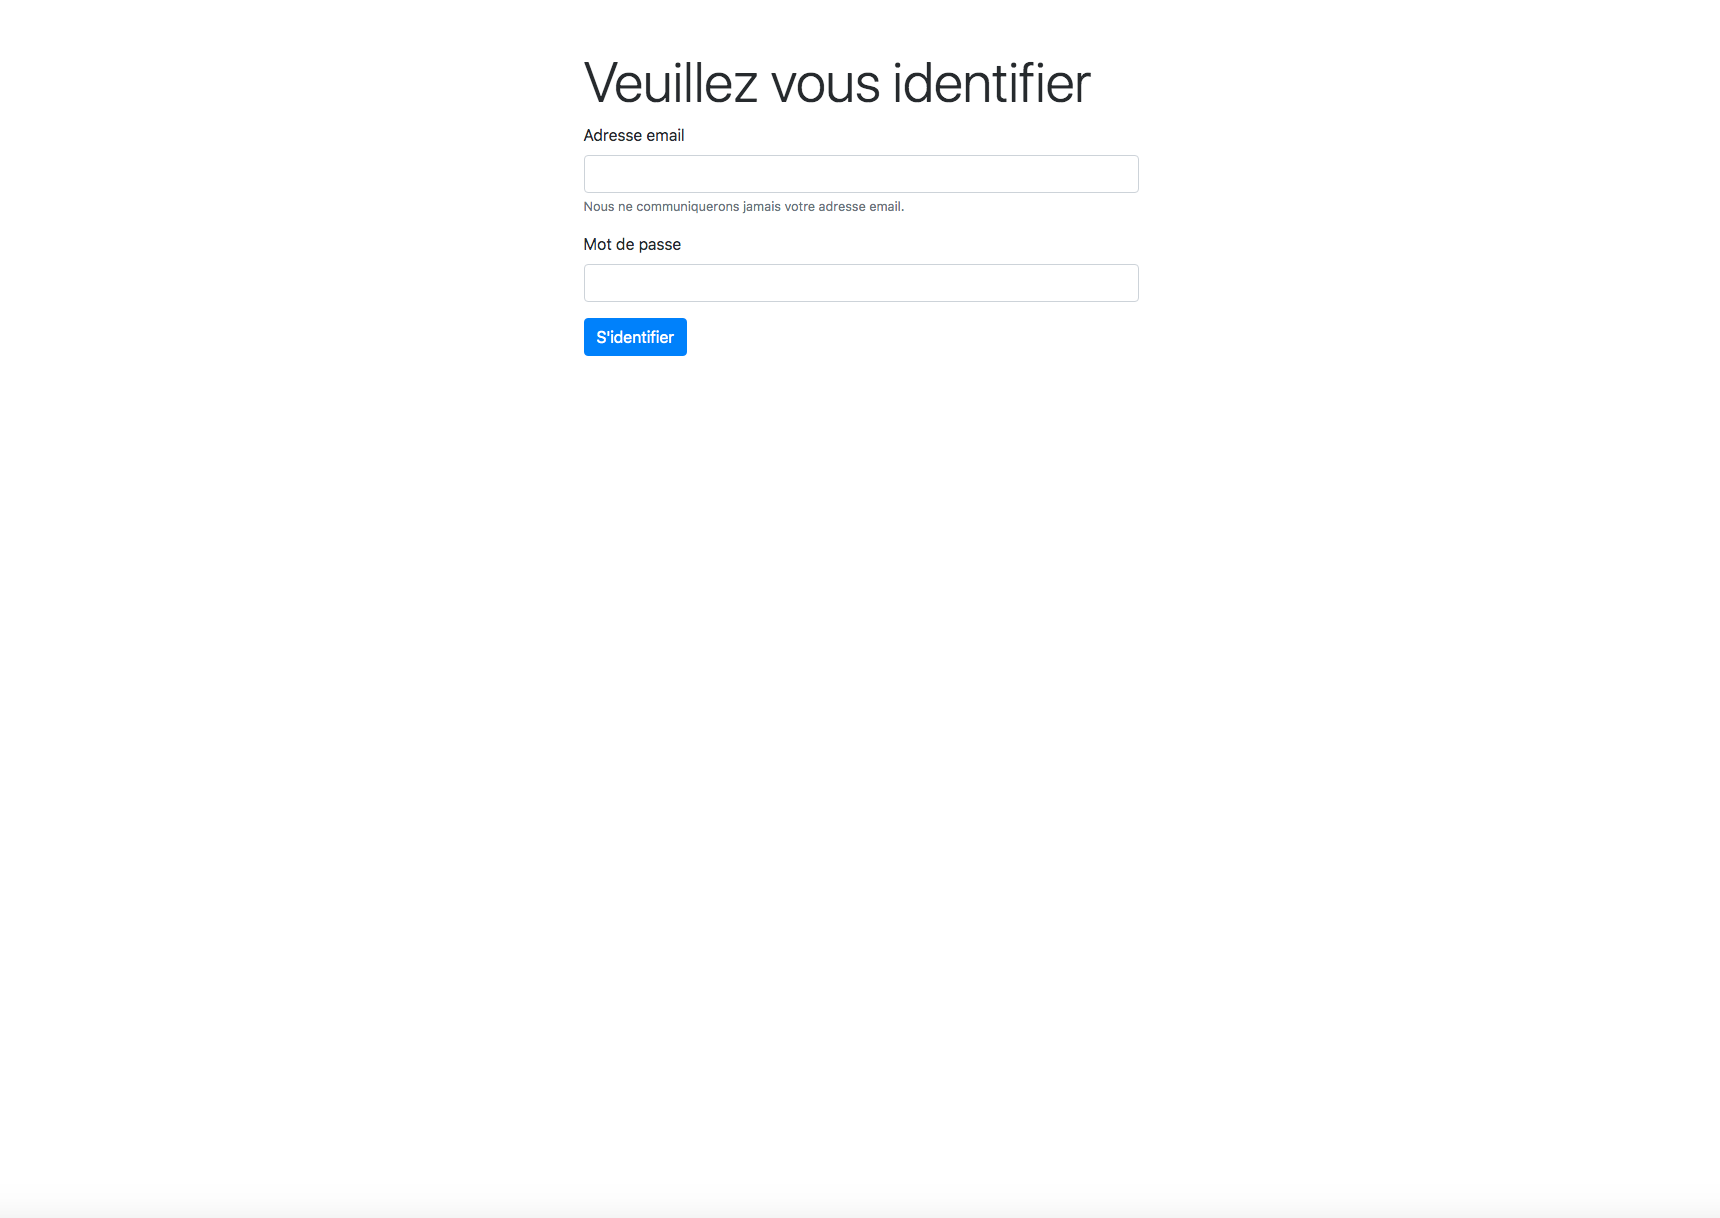 Veuillez vous identifier
Adresse email
Nous ne communiquerons jamais votre adresse email.
Mot de passe
S'identifier